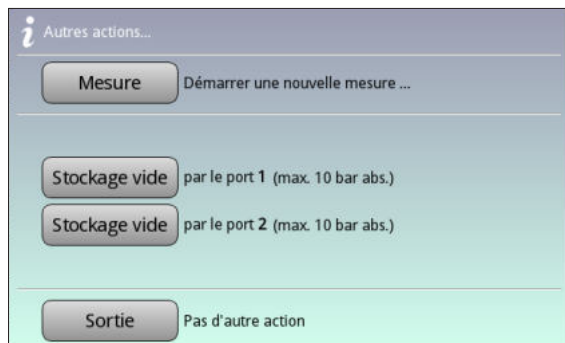 Autres actions...
Mesure Démarrer une nouvelle mesure ...
Stockage vide par le port 1 (max. 10 bar abs.)
Stockage vide par le port 2 (max. 10 bar abs.)
Sortie Pas d'autre action